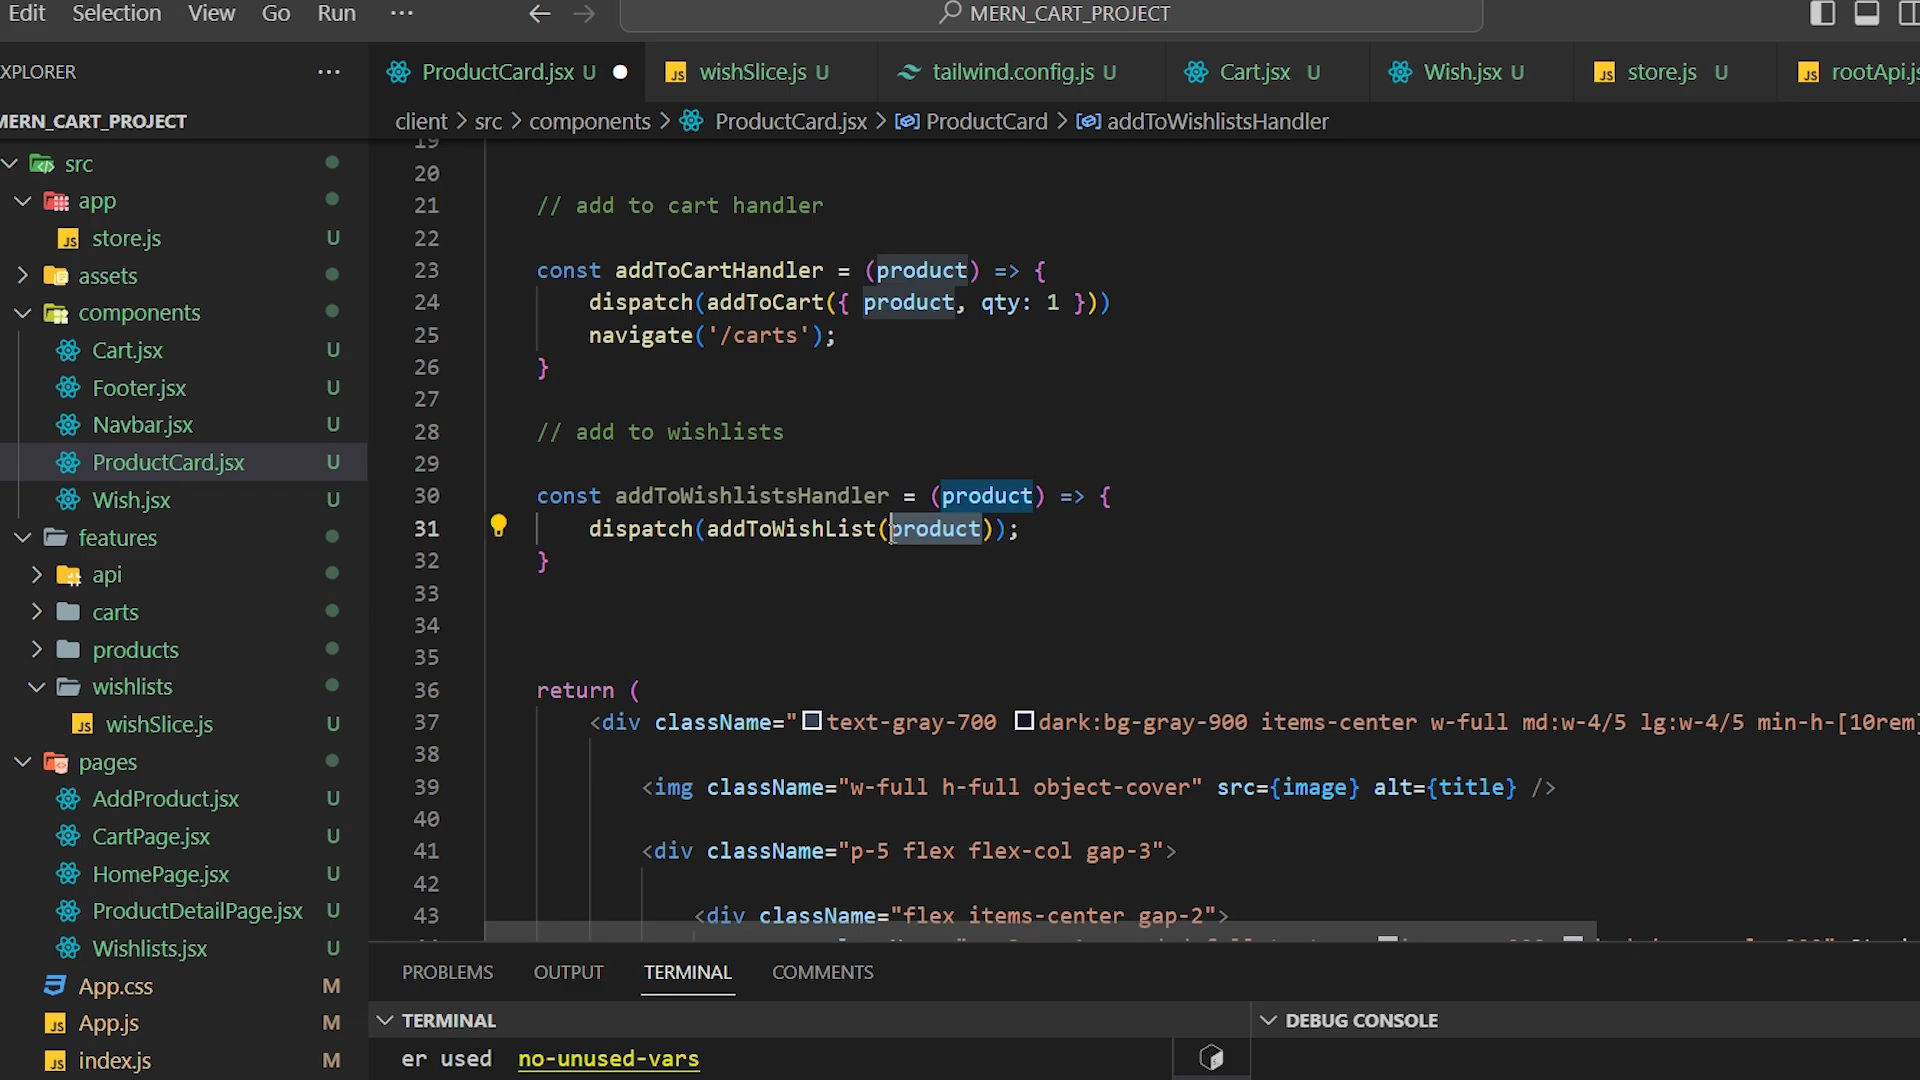 Edit Selection View Go Run ... MERN_CART_PROJECT
XPLORER ...
ProductCard.jsx U wishSlice.js U tailwind.config.js U Cart.jsx U Wish.jsx U store.js U rootApi.js
MERN_CART_PROJECT
client > src > components > ProductCard.jsx > ProductCard > addToWishlistsHandler
src
app
store.js U
assets
components
Cart.jsx U
Footer.jsx U
Navbar.jsx U
ProductCard.jsx U
Wish.jsx U
features
api
carts
products
wishlists
wishSlice.js U
pages
AddProduct.jsx U
CartPage.jsx U
HomePage.jsx U
ProductDetailPage.jsx U
Wishlists.jsx U
App.css M
App.js M
index.js M
19
20
21 // add to cart handler
22
23 const addToCartHandler = (product) => {
24 dispatch(addToCart({ product, qty: 1 }))
25 navigate('/carts');
26 }
27
28 // add to wishlists
29
30 const addToWishlistsHandler = (product) => {
31 dispatch(addToWishList(product));
32 }
33
34
35
36 return (
37 <div className="text-gray-700 dark:bg-gray-900 items-center w-full md:w-4/5 lg:w-4/5 min-h-[10rem]
38
39 <img className="w-full h-full object-cover" src={image} alt={title} />
40
41 <div className="p-5 flex flex-col gap-3">
42
43 <div className="flex items-center gap-2">
PROBLEMS OUTPUT TERMINAL COMMENTS
TERMINAL
DEBUG CONSOLE
er used no-unused-vars